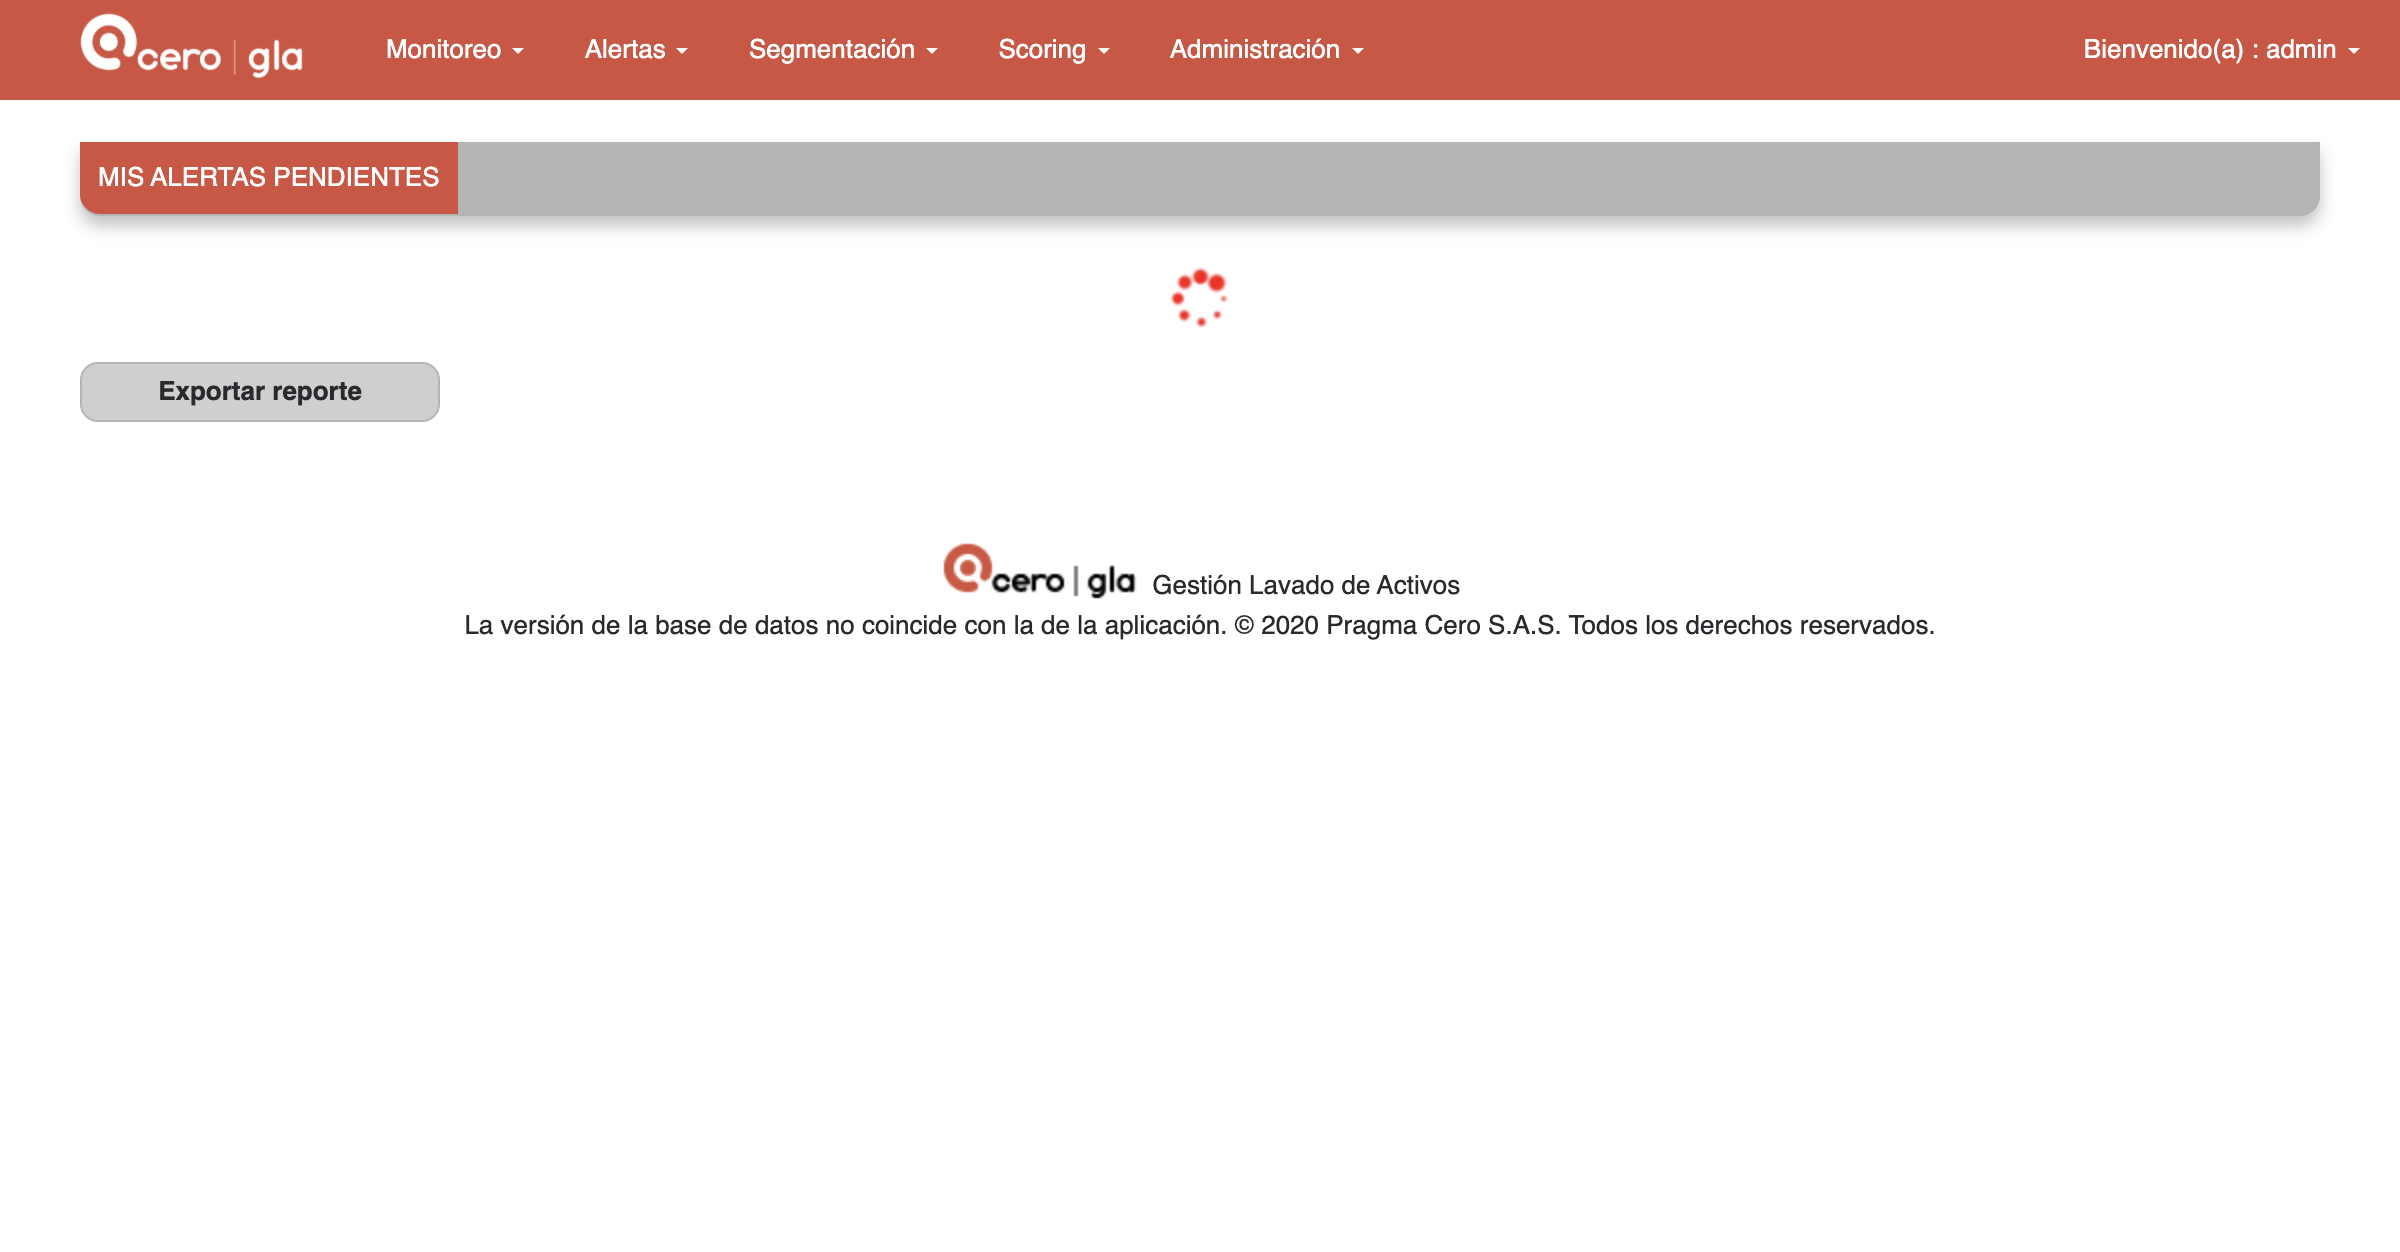 cero | gla
Monitoreo
Alertas
Segmentación
Scoring
Administración
Bienvenido(a) : admin
MIS ALERTAS PENDIENTES
Exportar reporte
cero | gla Gestión Lavado de Activos
La versión de la base de datos no coincide con la de la aplicación. © 2020 Pragma Cero S.A.S. Todos los derechos reservados.